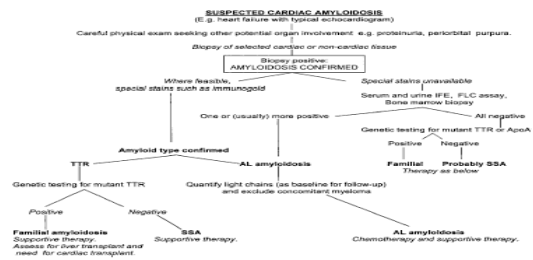 SUSPECTED CARDIAC AMYLOIDOSIS
(E.g. heart failure with typical echocardiogram)
Careful physical exam seeking other potential organ involvement e.g. proteinuria, periorbital purpura.
Biopsy of selected cardiac or non-cardiac tissue
Biopsy positive:
AMYLOIDOSIS CONFIRMED
Where feasible,
special stains such as immunogold
Special stains unavailable
Serum and urine IFE, FLC assay,
Bone marrow biopsy
One or (usually) more positive
All negative
Genetic testing for mutant TTR or ApoA
Positive
Negative
Familial
Probably SSA
Therapy as below
Amyloid type confirmed
TTR
AL amyloidosis
Genetic testing for mutant TTR
Quantify light chains (as baseline for follow-up)
and exclude concomitant myeloma
Positive
Negative
Familial amyloidosis
Supportive therapy.
Assess for liver transplant and
need for cardiac transplant.
SSA
Supportive therapy.
AL amyloidosis
Chemotherapy and supportive therapy.